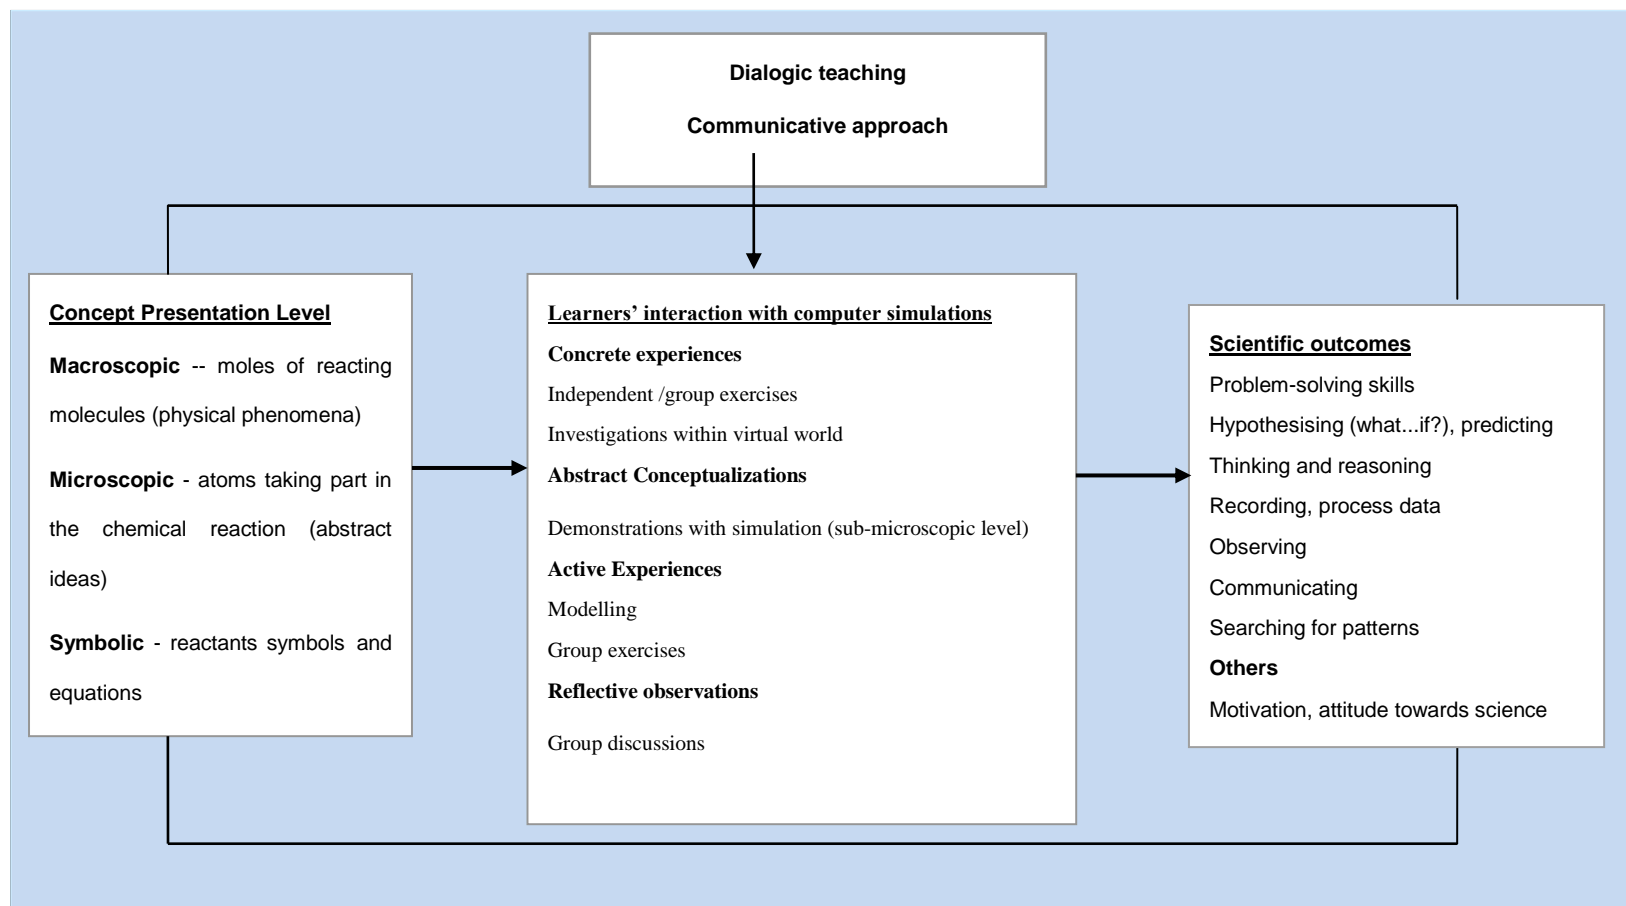 Dialogic teaching
Communicative approach
Concept Presentation Level
Macroscopic -- moles of reacting
molecules (physical phenomena)
Microscopic - atoms taking part in
the chemical reaction (abstract
ideas)
Symbolic - reactants symbols and
equations
Learners’ interaction with computer simulations
Concrete experiences
Independent /group exercises
Investigations within virtual world
Abstract Conceptualizations
Demonstrations with simulation (sub-microscopic level)
Active Experiences
Modelling
Group exercises
Reflective observations
Group discussions
Scientific outcomes
Problem-solving skills
Hypothesising (what...if?), predicting
Thinking and reasoning
Recording, process data
Observing
Communicating
Searching for patterns
Others
Motivation, attitude towards science